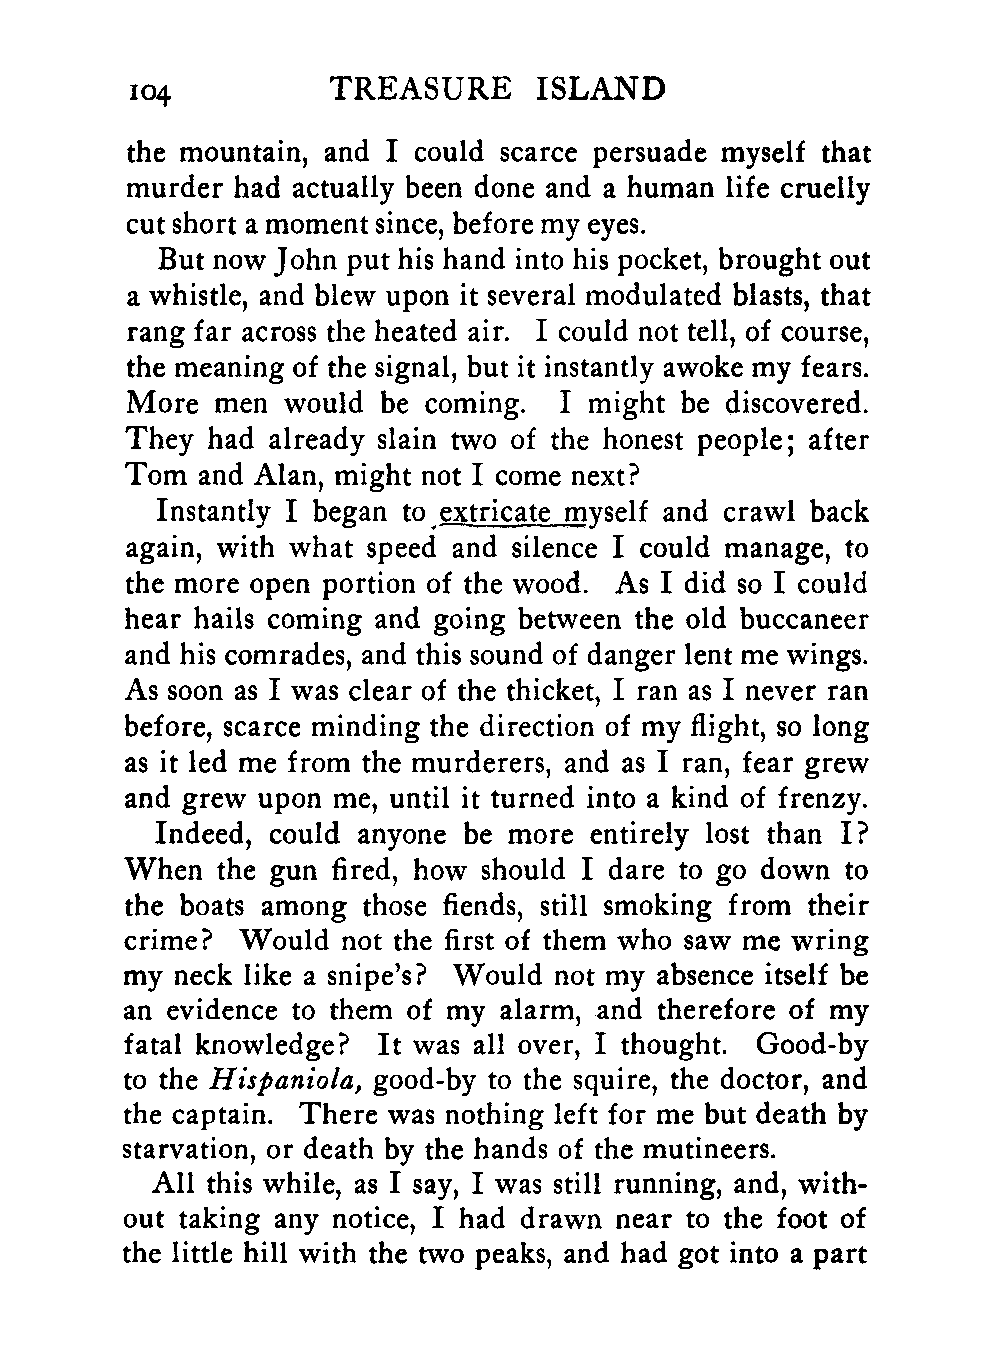 104 TREASURE ISLAND
the mountain, and I could scarce persuade myself that
murder had actually been done and a human life cruelly
cut short a moment since, before my eyes.
But now John put his hand into his pocket, brought out
a whistle, and blew upon it several modulated blasts, that
rang far across the heated air. I could not tell, of course,
the meaning of the signal, but it instantly awoke my fears.
More men would be coming. I might be discovered.
They had already slain two of the honest people; after
Tom and Alan, might not I come next?
Instantly I began to extricate myself and crawl back
again, with what speed and silence I could manage, to
the more open portion of the wood. As I did so I could
hear hails coming and going between the old buccaneer
and his comrades, and this sound of danger lent me wings.
As soon as I was clear of the thicket, I ran as I never ran
before, scarce minding the direction of my flight, so long
as it led me from the murderers, and as I ran, fear grew
and grew upon me, until it turned into a kind of frenzy.
Indeed, could anyone be more entirely lost than I?
When the gun fired, how should I dare to go down to
the boats among those fiends, still smoking from their
crime? Would not the first of them who saw me wring
my neck like a snipe's? Would not my absence itself be
an evidence to them of my alarm, and therefore of my
fatal knowledge? It was all over, I thought. Good-by
to the Hispaniola, good-by to the squire, the doctor, and
the captain. There was nothing left for me but death by
starvation, or death by the hands of the mutineers.
All this while, as I say, I was still running, and, with-
out taking any notice, I had drawn near to the foot of
the little hill with the two peaks, and had got into a part